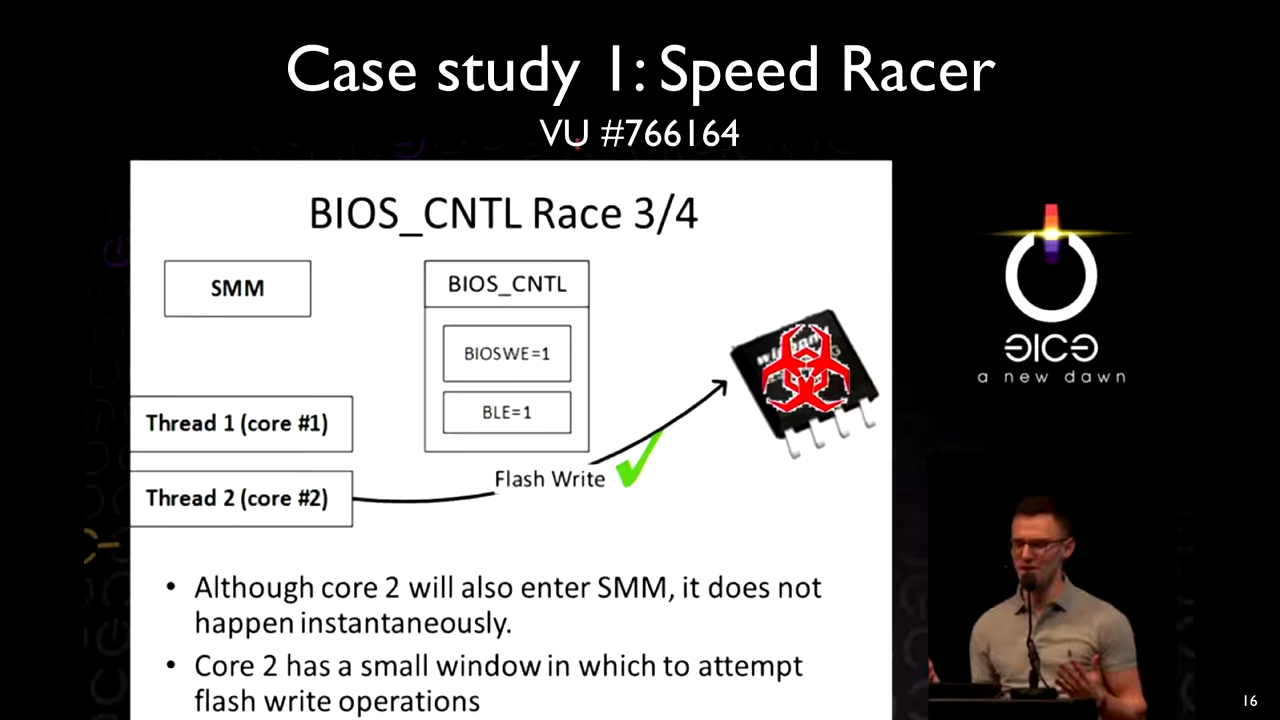 Case study 1: Speed Racer
VU #766164
BIOS_CNTL Race 3/4
SMM
BIOS_CNTL
BIOSWE=1
BLE=1
Thread 1 (core #1)
Thread 2 (core #2)
Flash Write
• Although core 2 will also enter SMM, it does not
happen instantaneously.
• Core 2 has a small window in which to attempt
flash write operations
a new dawn
16